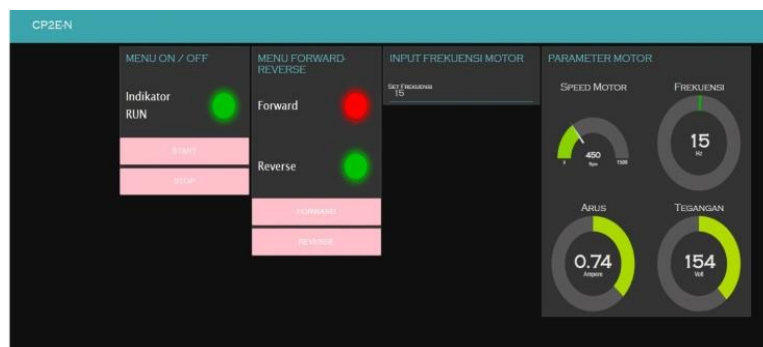 CP2E-N
MENU ON / OFF
Indikator
RUN
START
STOP
MENU FORWARD-
REVERSE
Forward
Reverse
FORWARD
REVERSE
INPUT FREKUENSI MOTOR
Set Frekuensi
15
PARAMETER MOTOR
Speed Motor
450
Rpm
0
1500
Frekuensi
15
Hz
Arus
0.74
Ampere
Tegangan
154
Volt